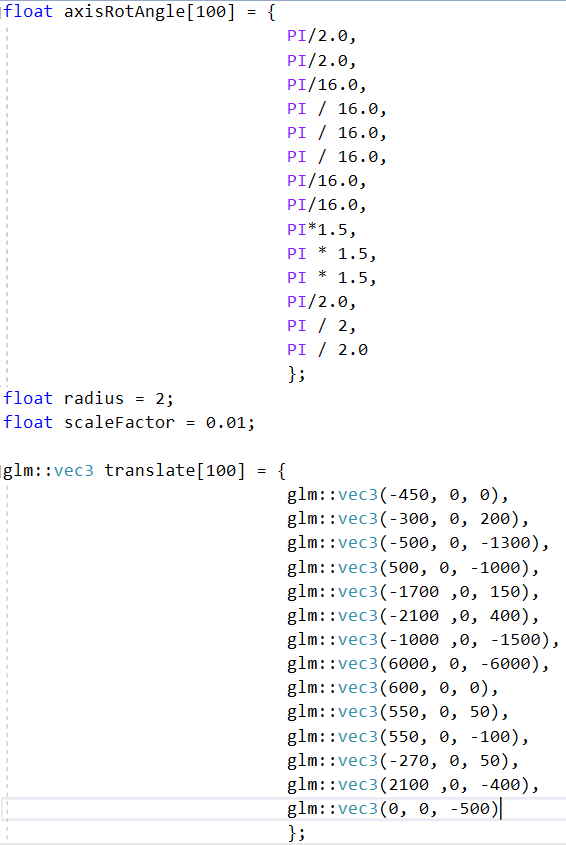 float axisRotAngle[100] = {
PI/2.0,
PI/2.0,
PI/16.0,
PI / 16.0,
PI / 16.0,
PI / 16.0,
PI/16.0,
PI/16.0,
PI*1.5,
PI * 1.5,
PI * 1.5,
PI/2.0,
PI / 2,
PI / 2.0
};
float radius = 2;
float scaleFactor = 0.01;
glm::vec3 translate[100] = {
glm::vec3(-450, 0, 0),
glm::vec3(-300, 0, 200),
glm::vec3(-500, 0, -1300),
glm::vec3(500, 0, -1000),
glm::vec3(-1700 ,0, 150),
glm::vec3(-2100 ,0, 400),
glm::vec3(-1000 ,0, -1500),
glm::vec3(6000, 0, -6000),
glm::vec3(600, 0, 0),
glm::vec3(550, 0, 50),
glm::vec3(550, 0, -100),
glm::vec3(-270, 0, 50),
glm::vec3(2100 ,0, -400),
glm::vec3(0, 0, -500)
};